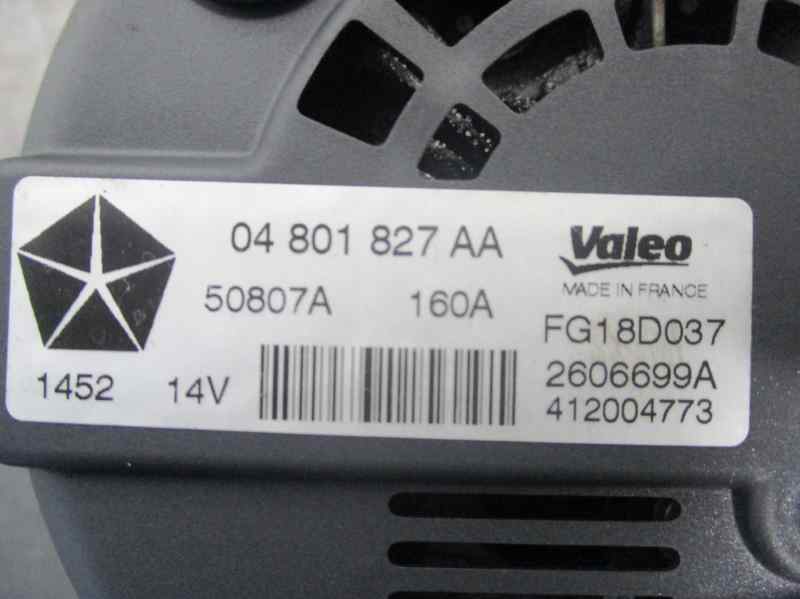 04 801 827 AA
Valeo
MADE IN FRANCE
50807A 160A
FG18D037
1452 14V
2606699A
412004773